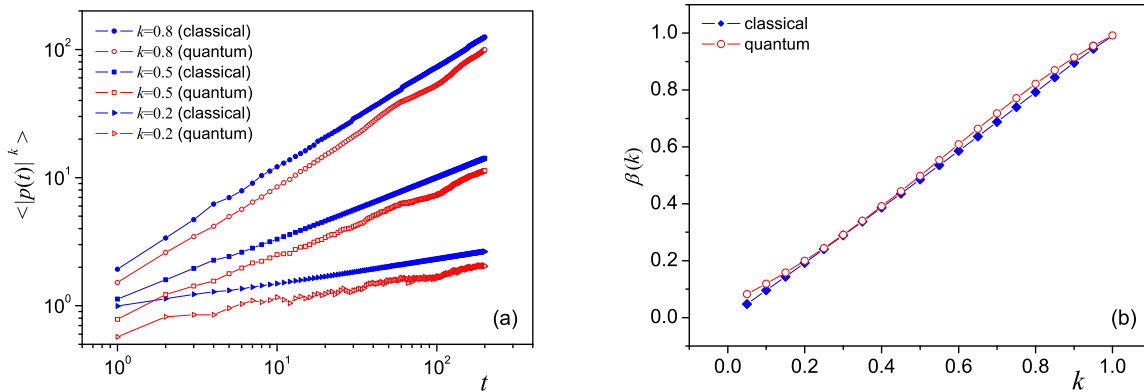 k=0.8 (classical)
k=0.8 (quantum)
k=0.5 (classical)
k=0.5 (quantum)
k=0.2 (classical)
k=0.2 (quantum)
<|p(t)|^k>
10^2
10^1
10^0
10^0
10^1
10^2
t
(a)
classical
quantum
β(k)
1.0
0.8
0.6
0.4
0.2
0.0
0.0
0.2
0.4
0.6
0.8
1.0
k
(b)